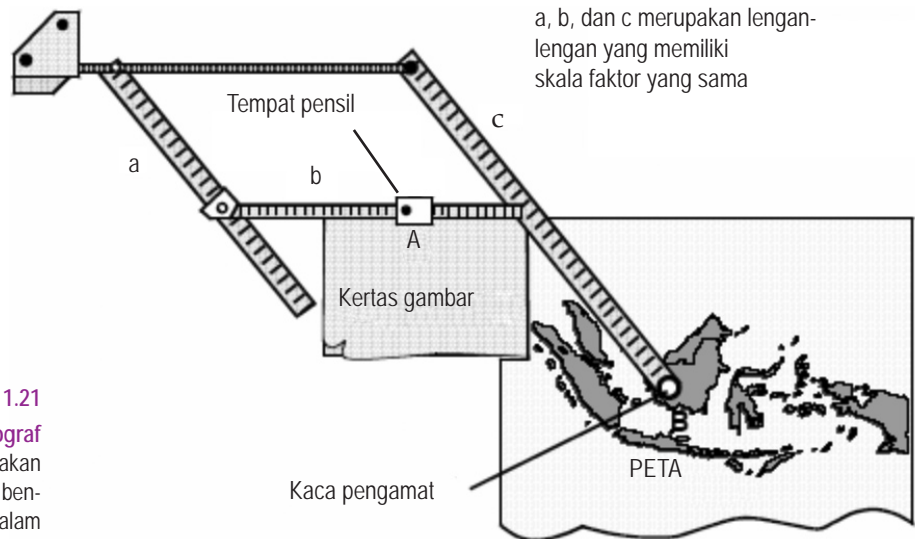 a, b, dan c merupakan lengan-
lengan yang memiliki
skala faktor yang sama
Tempat pensil
c
a
b
A
Kertas gambar
1.21
ograf
akan
ben-
alam
B
PETA
Kaca pengamat